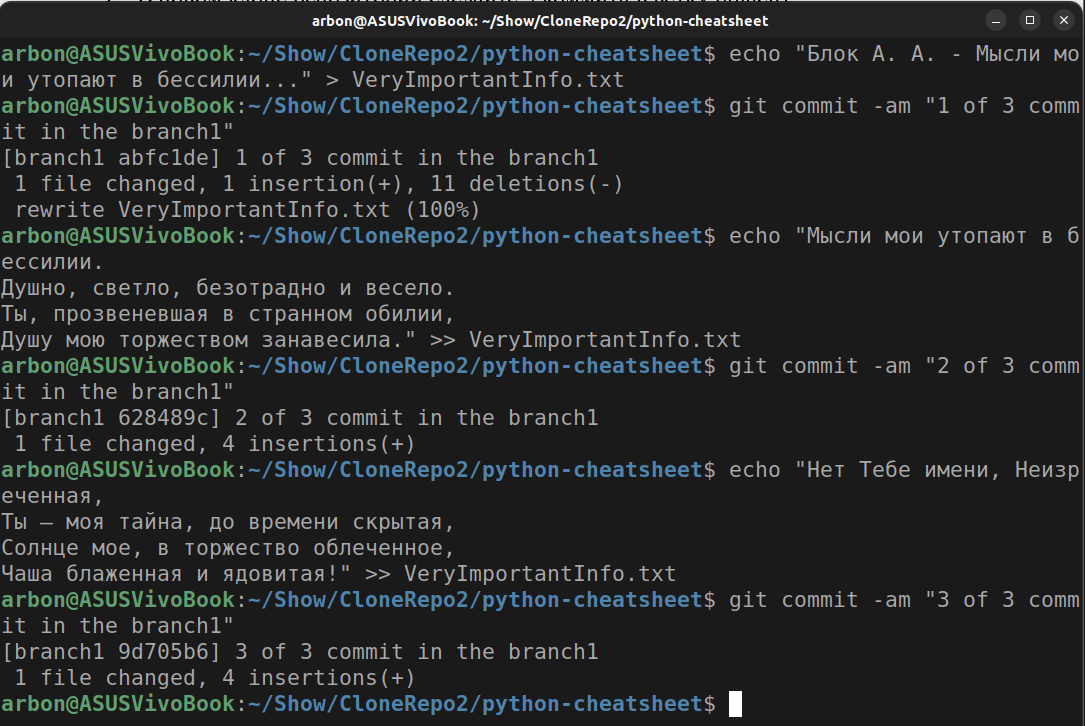 arbon@ASUSVivoBook: ~/Show/CloneRepo2/python-cheatsheet
arbon@ASUSVivoBook:~/Show/CloneRepo2/python-cheatsheet$ echo "Блок А. А. - Мысли мо
и утопают в бессилии..." > VeryImportantInfo.txt
arbon@ASUSVivoBook:~/Show/CloneRepo2/python-cheatsheet$ git commit -am "1 of 3 comm
it in the branch1"
[branch1 abfc1de] 1 of 3 commit in the branch1
 1 file changed, 1 insertion(+), 11 deletions(-)
 rewrite VeryImportantInfo.txt (100%)
arbon@ASUSVivoBook:~/Show/CloneRepo2/python-cheatsheet$ echo "Мысли мои утопают в б
ессилии.
Душно, светло, безотрадно и весело.
Ты, прозвеневшая в странном обилии,
Душу мою торжеством занавесила." >> VeryImportantInfo.txt
arbon@ASUSVivoBook:~/Show/CloneRepo2/python-cheatsheet$ git commit -am "2 of 3 comm
it in the branch1"
[branch1 628489c] 2 of 3 commit in the branch1
 1 file changed, 4 insertions(+)
arbon@ASUSVivoBook:~/Show/CloneRepo2/python-cheatsheet$ echo "Нет Тебе имени, Неизр
еченная,
Ты — моя тайна, до времени скрытая,
Солнце мое, в торжество облеченное,
Чаша блаженная и ядовитая!" >> VeryImportantInfo.txt
arbon@ASUSVivoBook:~/Show/CloneRepo2/python-cheatsheet$ git commit -am "3 of 3 comm
it in the branch1"
[branch1 9d705b6] 3 of 3 commit in the branch1
 1 file changed, 4 insertions(+)
arbon@ASUSVivoBook:~/Show/CloneRepo2/python-cheatsheet$